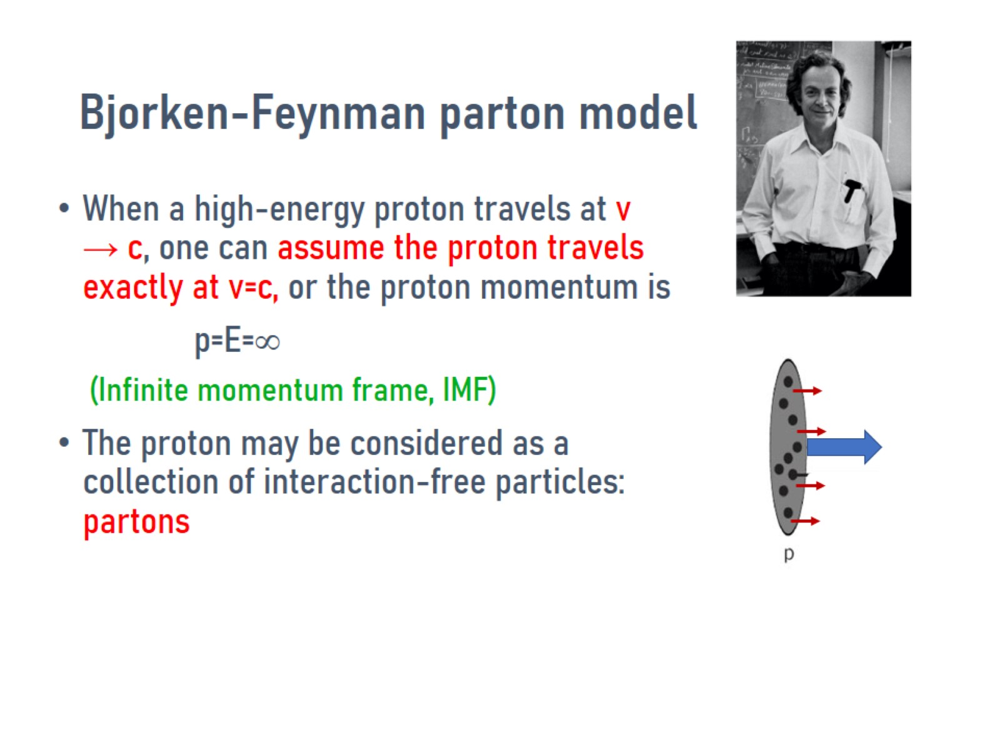 Bjorken-Feynman parton model
• When a high-energy proton travels at v
→ c, one can assume the proton travels
exactly at v=c, or the proton momentum is
p=E=∞
(Infinite momentum frame, IMF)
• The proton may be considered as a
collection of interaction-free particles:
partons
p